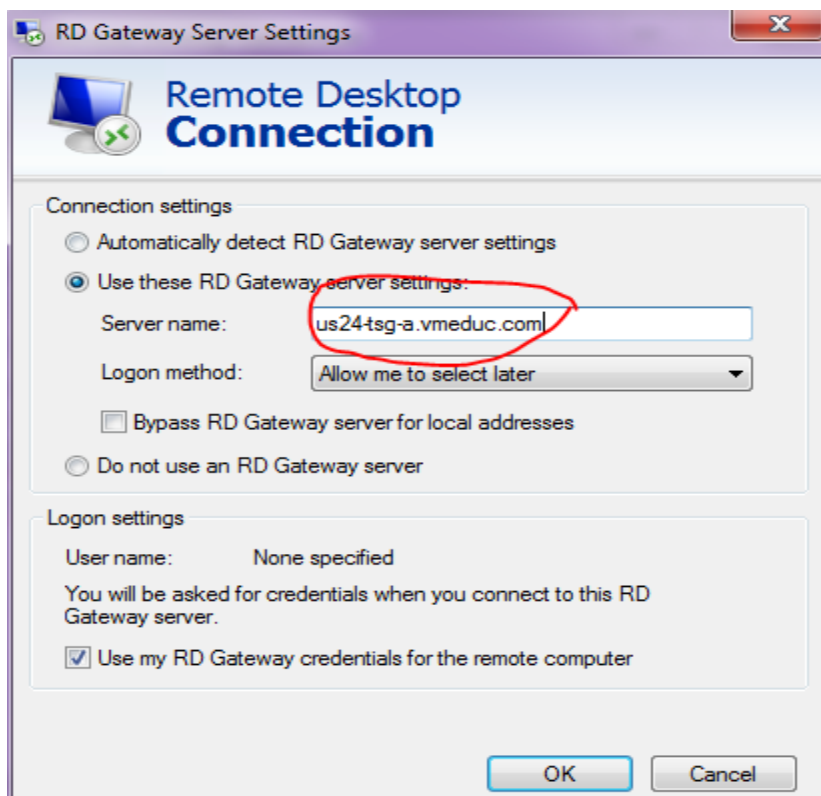 RD Gateway Server Settings
Remote Desktop
Connection
Connection settings
Automatically detect RD Gateway server settings
Use these RD Gateway server settings:
Server name: us24-tsg-a.vmeduc.com
Logon method: Allow me to select later
Bypass RD Gateway server for local addresses
Do not use an RD Gateway server
Logon settings
User name: None specified
You will be asked for credentials when you connect to this RD
Gateway server.
Use my RD Gateway credentials for the remote computer
OK Cancel